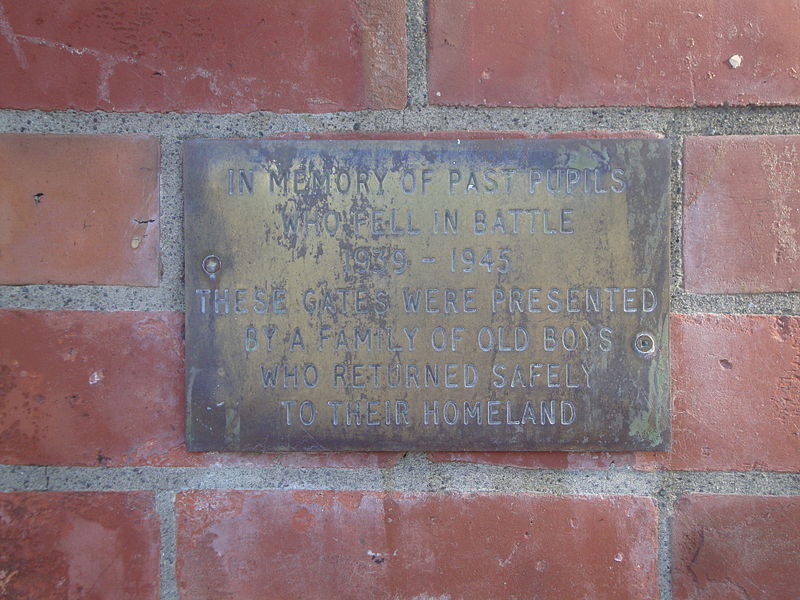 IN MEMORY OF PAST PUPILS
WHO FELL IN BATTLE
1939 - 1945
THESE GATES WERE PRESENTED
BY A FAMILY OF OLD BOYS
WHO RETURNED SAFELY
TO THEIR HOMELAND